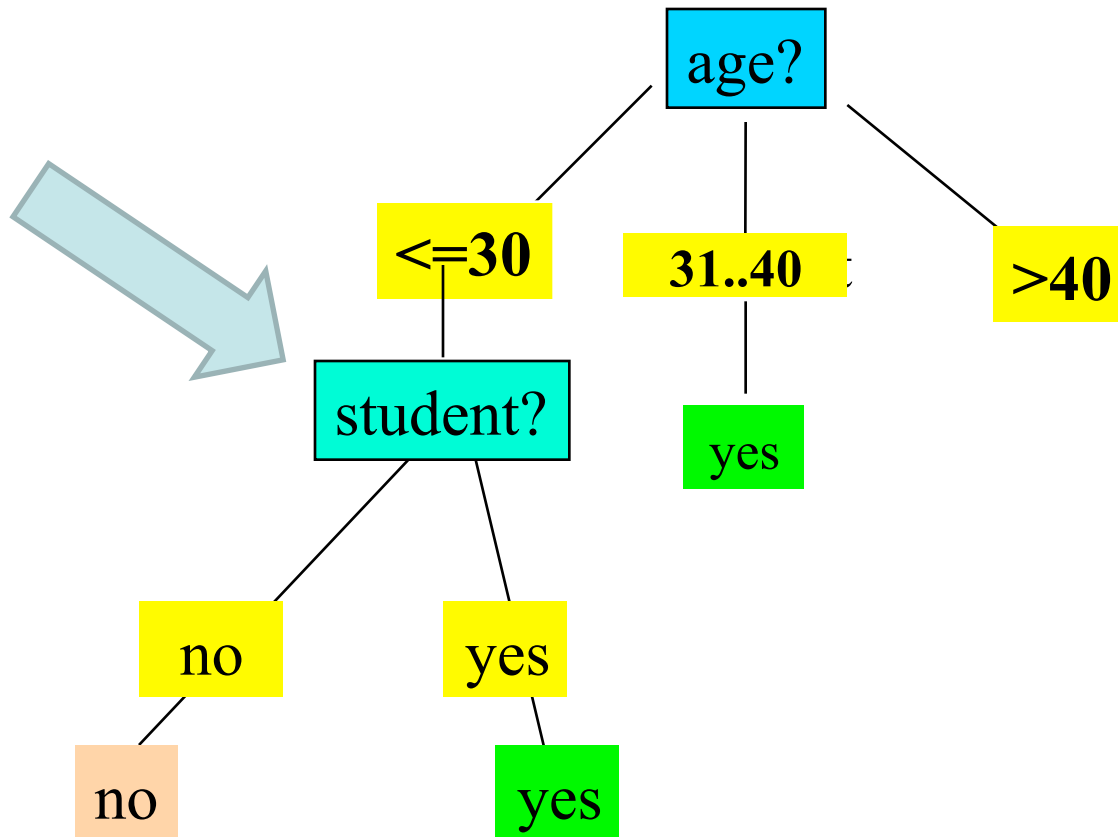 age?
<=30
31..40
>40
student?
yes
no
yes
no
yes